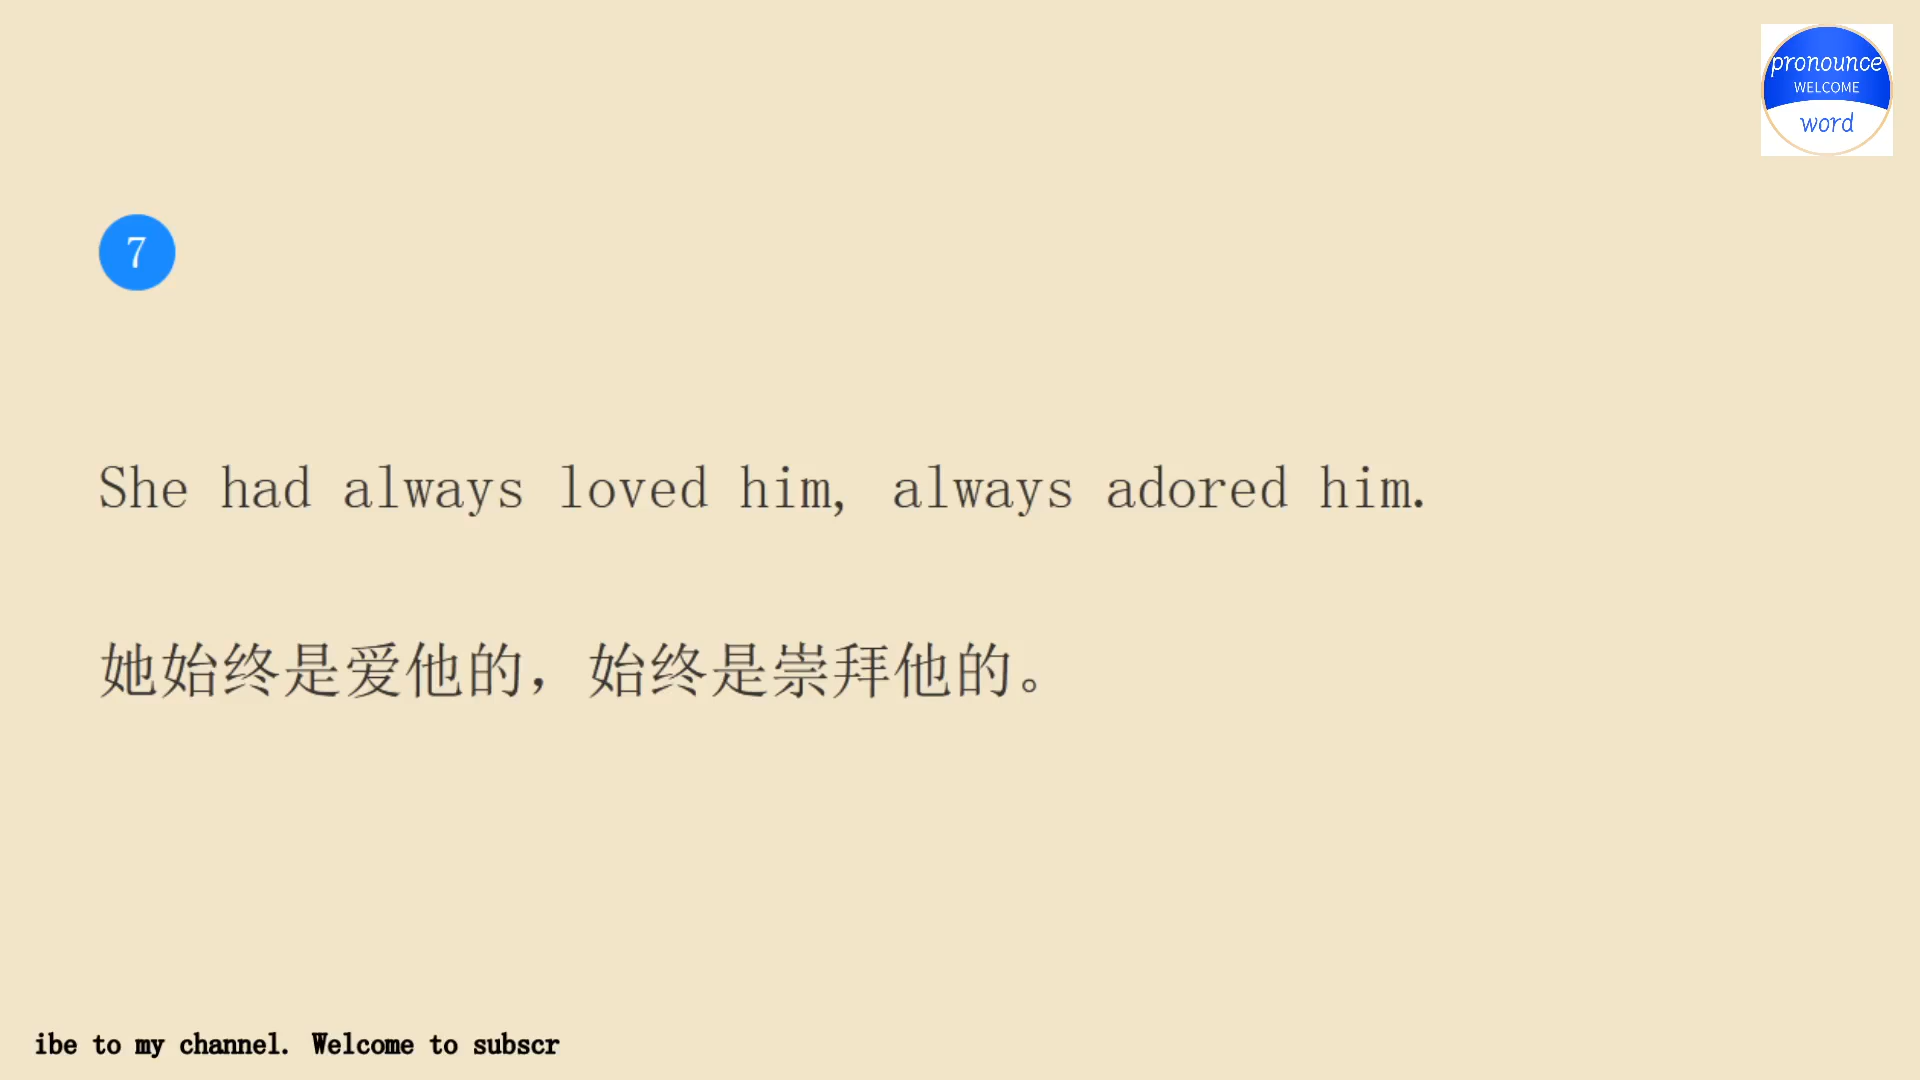 pronounce
WELCOME
word
7
She had always loved him, always adored him.
她始终是爱他的，始终是崇拜他的。
ibe to my channel. Welcome to subscr